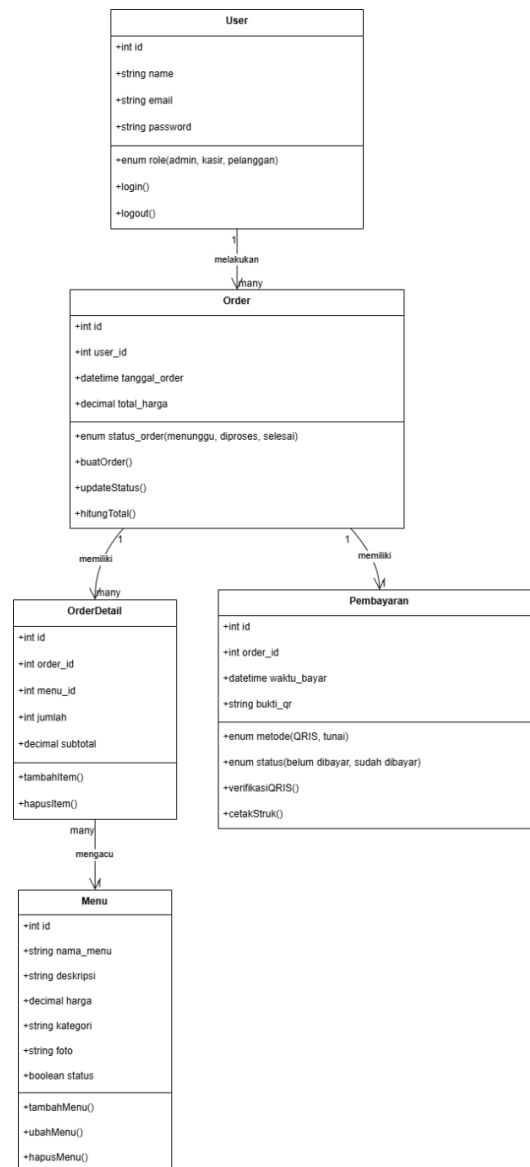 User
+int id
+string name
+string email
+string password
+enum role(admin, kasir, pelanggan)
+login()
+logout()
1
melakukan
many
Order
+int id
+int user_id
+datetime tanggal_order
+decimal total_harga
+enum status_order(menunggu, diproses, selesai)
+buatOrder()
+updateStatus()
+hitungTotal()
1
memiliki
many
1
memiliki
1
OrderDetail
+int id
+int order_id
+int menu_id
+int jumlah
+decimal subtotal
+tambahItem()
+hapusItem()
Pembayaran
+int id
+int order_id
+datetime waktu_bayar
+string bukti_qr
+enum metode(QRIS, tunai)
+enum status(belum dibayar, sudah dibayar)
+verifikasiQRIS()
+cetakStruk()
many
mengacu
1
Menu
+int id
+string nama_menu
+string deskripsi
+decimal harga
+string kategori
+string foto
+boolean status
+tambahMenu()
+ubahMenu()
+hapusMenu()